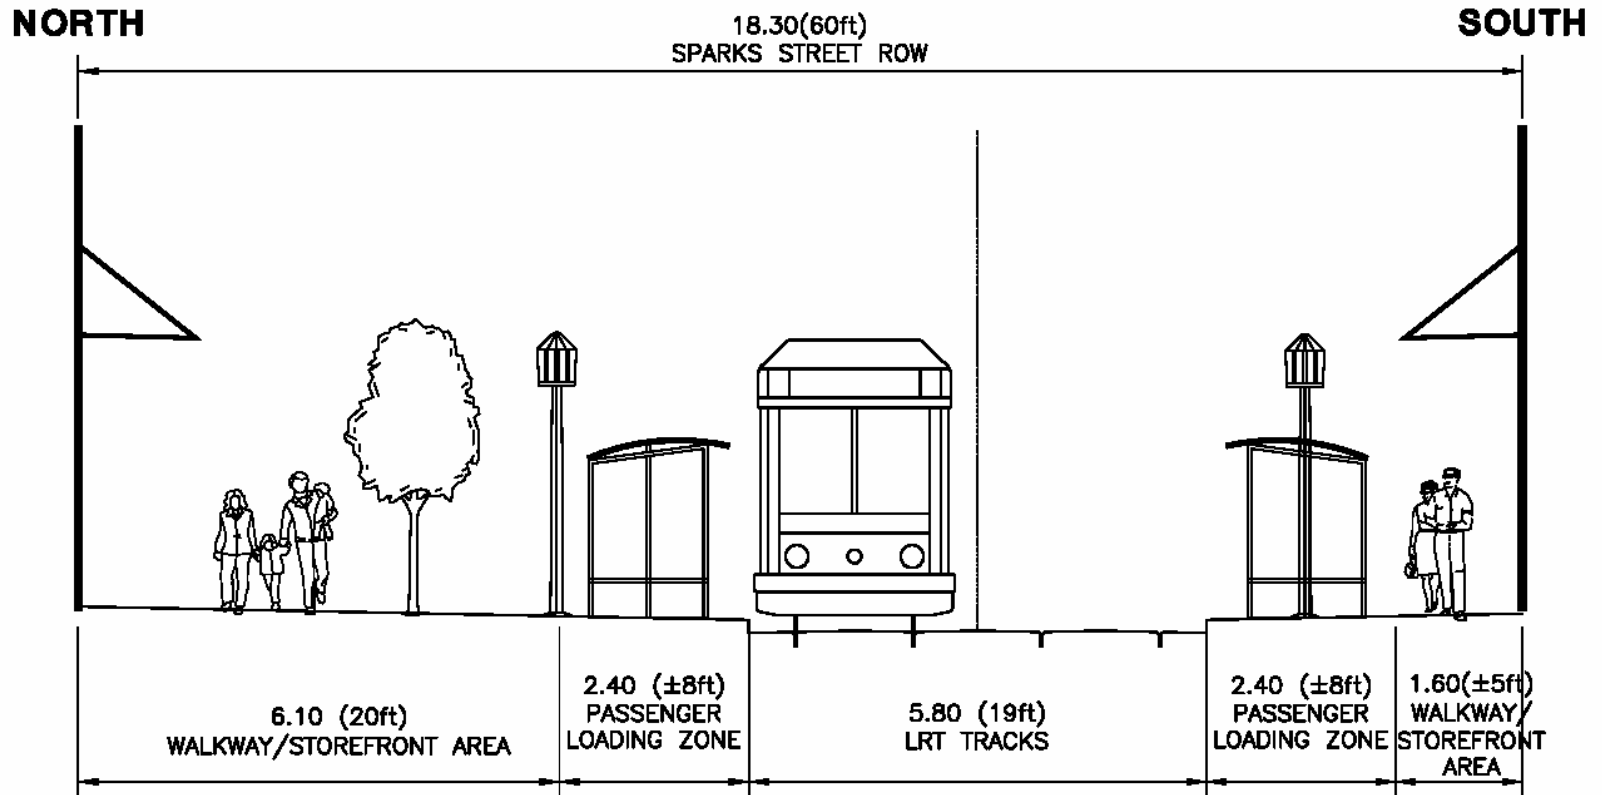 NORTH
18.30(60ft)
SPARKS STREET ROW
SOUTH
6.10 (20ft)
WALKWAY/STOREFRONT AREA
2.40 (±8ft)
PASSENGER
LOADING ZONE
5.80 (19ft)
LRT TRACKS
2.40 (±8ft)
PASSENGER
LOADING ZONE
1.60(±5ft)
WALKWAY/
STOREFRONT
AREA